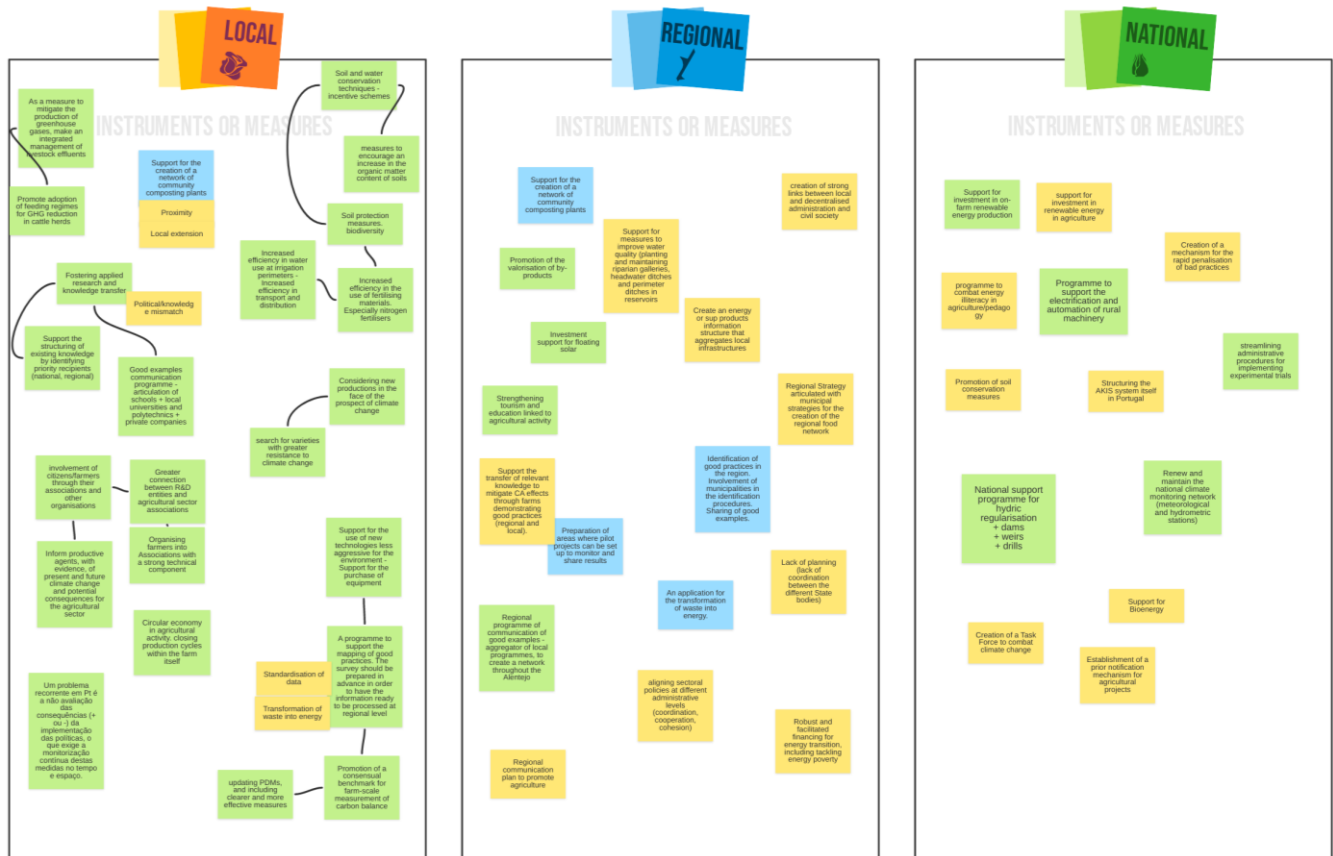 LOCAL
INSTRUMENTS OR MEASURES
As a measure to
mitigate the
production of
greenhouse
gases, make an
integrated
management of
livestock effluents
Promote adoption
of feeding regimes
for GHG reduction
in cattle herds
Support for the
creation of a
network of
community
composting plants
Proximity
Local extension
Soil and water
conservation
techniques -
incentive schemes
measures to
encourage an
increase in the
organic matter
content of soils
Soil protection
measures.
biodiversity
Increased
efficiency in water
use at irrigation
perimeters -
Increased
efficiency in
transport and
distribution
Increased
efficiency in the
use of fertilising
materials.
Especially nitrogen
fertilisers
Fostering applied
research and
knowledge transfer
Political/knowledg
e mismatch
Support the
structuring of
existing knowledge
by identifying
priority recipients
(national, regional)
Good examples
communication
programme -
articulation of
schools + local
universities and
polytechnics +
private companies
Considering new
productions in the
face of the
prospect of climate
change
search for varieties
with greater
resistance to
climate change
involvement of
citizens/farmers
through their
associations and
other
organisations
Greater
connection
between R&D
entities and
agricultural sector
associations
Organising
farmers into
Associations with
a strong technical
component
Inform productive
agents, with
evidence, of
present and future
climate change
and potential
consequences for
the agricultural
sector
Circular economy
in agricultural
activity. closing
production cycles
within the farm
itself
Support for the
use of new
technologies less
aggressive for the
environment -
Support for the
purchase of
equipment
A programme to
support the
mapping of good
practices. The
survey should be
prepared in
advance in order
to have the
information ready
to be processed at
regional level
Standardisation of
data
Transformation of
waste into energy
Um problema
recorrente em Pt é
a não avaliação
das
consequências (+
ou -) da
implementação
das políticas, o
que exige a
monitorização
contínua destas
medidas no tempo
e espaço.
updating PDMs,
and including
clearer and more
effective measures
Promotion of a
consensual
benchmark for
farm-scale
measurement of
carbon balance
REGIONAL
INSTRUMENTS OR MEASURES
Support for the
creation of a
network of
community
composting plants
creation of strong
links between local
and decentralised
administration and
civil society
Support for
measures to
improve water
quality (planting
and maintaining
riparian galleries,
headwater ditches
and perimeter
ditches in
reservoirs
Promotion of the
valorisation of by-
products
Create an energy
or sup products
information
structure that
aggregates local
infrastructures
Investment
support for floating
solar
Regional Strategy
articulated with
municipal
strategies for the
creation of the
regional food
network
Strengthening
tourism and
education linked to
agricultural activity
Identification of
good practices in
the region.
Involvement of
municipalities in
the identification
procedures.
Sharing of good
examples.
Support the
transfer of relevant
knowledge to
mitigate CA effects
through farms
demonstrating
good practices
(regional and
local).
Preparation of
areas where pilot
projects can be set
up to monitor and
share results
Lack of planning
(lack of
coordination
between the
different State
bodies)
An application for
the transformation
of waste into
energy.
Regional
programme of
communication of
good examples -
aggregator of local
programmes, to
create a network
throughout the
Alentejo
aligning sectoral
policies at different
administrative
levels
(coordination,
cooperation,
cohesion)
Robust and
facilitated
financing for
energy transition,
including tackling
energy poverty
Regional
communication
plan to promote
agriculture
NATIONAL
INSTRUMENTS OR MEASURES
Support for
investment in on-
farm renewable
energy production
support for
investment in
renewable energy
in agriculture
Creation of a
mechanism for the
rapid penalisation
of bad practices
programme to
combat energy
illiteracy in
agriculture/pedago
gy
Programme to
support the
electrification and
automation of rural
machinery
streamlining
administrative
procedures for
implementing
experimental trials
Promotion of soil
conservation
measures
Structuring the
AKIS system itself
in Portugal
National support
programme for
hydric
regularisation
+ dams
+ weirs
+ drills
Renew and
maintain the
national climate
monitoring network
(meteorological
and hydrometric
stations)
Support for
Bioenergy
Creation of a Task
Force to combat
climate change
Establishment of a
prior notification
mechanism for
agricultural
projects